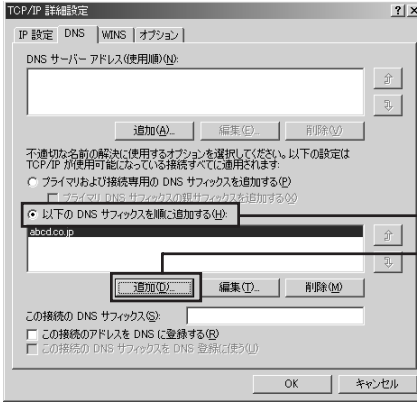 TCP/IP 詳細設定
IP 設定 DNS WINS オプション
DNS サーバー アドレス(使用順)(N):
追加(A)... 編集(E)... 削除(V)
不適切な名前の解決に使用するオプションを選択してください。以下の設定は
TCP/IP が使用可能になっている接続すべてに適用されます:
プライマリおよび接続専用の DNS サフィックスを追加する(P)
プライマリ DNS サフィックスの親サフィックスを追加する(X)
以下の DNS サフィックスを順に追加する(H):
abcd.co.jp
追加(D)... 編集(T)... 削除(M)
この接続の DNS サフィックス(S):
この接続のアドレスを DNS に登録する(R)
この接続の DNS サフィックスを DNS 登録に使う(U)
OK キャンセル